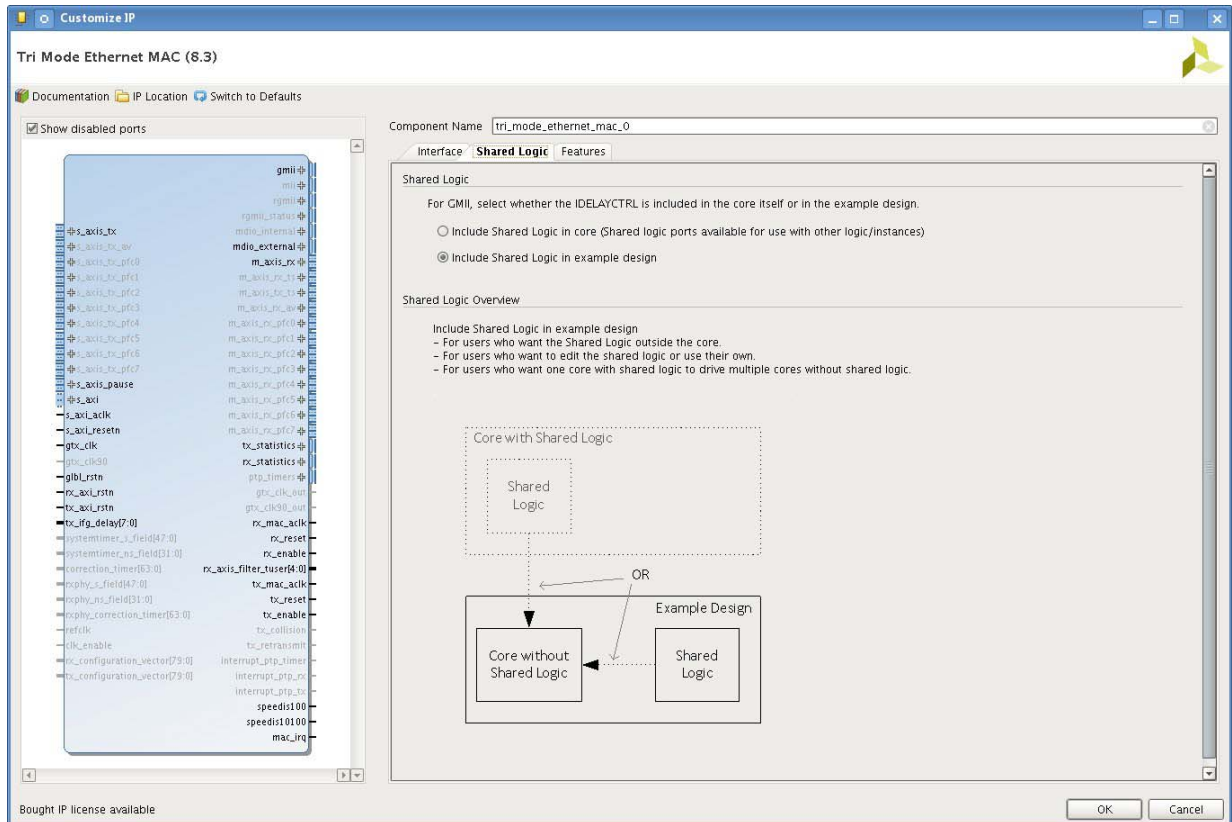 Customize IP
Tri Mode Ethernet MAC (8.3)
Documentation IP Location Switch to Defaults
Show disabled ports
gmii
mii
rgmii
rgmii_status
s_axis_tx mdio_internal
s_axis_tx_av mdio_external
s_axis_tx_pfc0 m_axis_rx
s_axis_tx_pfc1 m_axis_rx_ts
s_axis_tx_pfc2 m_axis_tx_ts
s_axis_tx_pfc3 m_axis_rx_av
s_axis_tx_pfc4 m_axis_rx_pfc0
s_axis_tx_pfc5 m_axis_rx_pfc1
s_axis_tx_pfc6 m_axis_rx_pfc2
s_axis_tx_pfc7 m_axis_rx_pfc3
s_axis_pause m_axis_rx_pfc4
s_axi m_axis_rx_pfc5
s_axi_aclk m_axis_rx_pfc6
s_axi_resetn m_axis_rx_pfc7
gtx_clk tx_statistics
gtx_clk90 rx_statistics
glbl_rstn ptp_timers
rx_axi_rstn gtx_clk_out
tx_axi_rstn gtx_clk90_out
tx_ifg_delay[7:0] rx_mac_aclk
systemtimer_s_field[47:0] rx_reset
systemtimer_ns_field[31:0] rx_enable
correction_timer[63:0] rx_axis_filter_tuser[4:0]
rxphy_s_field[47:0] tx_mac_aclk
rxphy_ns_field[31:0] tx_reset
rxphy_correction_timer[63:0] tx_enable
refclk tx_collision
clk_enable tx_retransmit
rx_configuration_vector[79:0] interrupt_ptp_timer
tx_configuration_vector[79:0] interrupt_ptp_rx
interrupt_ptp_tx
speedis100
speedis10100
mac_irq
Component Name tri_mode_ethernet_mac_0
Interface Shared Logic Features
Shared Logic
For GMII, select whether the IDELAYCTRL is included in the core itself or in the example design.
Include Shared Logic in core (Shared logic ports available for use with other logic/instances)
Include Shared Logic in example design
Shared Logic Overview
Include Shared Logic in example design
- For users who want the Shared Logic outside the core.
- For users who want to edit the shared logic or use their own.
- For users who want one core with shared logic to drive multiple cores without shared logic.
Core with Shared Logic
Shared
Logic
OR
Example Design
Core without
Shared Logic
Shared
Logic
Bought IP license available
OK Cancel